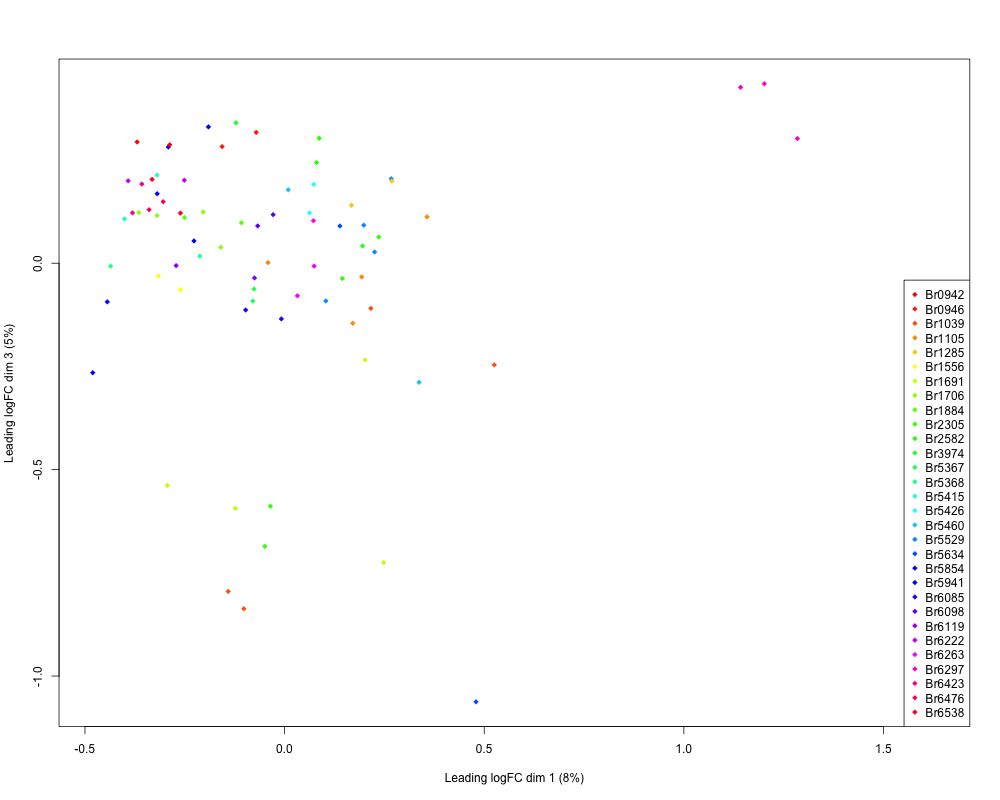 0.0
-0.5
-1.0
Leading logFC dim 3 (5%)
Br0942
Br0946
Br1039
Br1105
Br1285
Br1556
Br1691
Br1706
Br1884
Br2305
Br2582
Br3974
Br5367
Br5368
Br5415
Br5426
Br5460
Br5529
Br5634
Br5854
Br5941
Br6085
Br6098
Br6119
Br6222
Br6263
Br6297
Br6423
Br6476
Br6538
-0.5 0.0 0.5 1.0 1.5
Leading logFC dim 1 (8%)